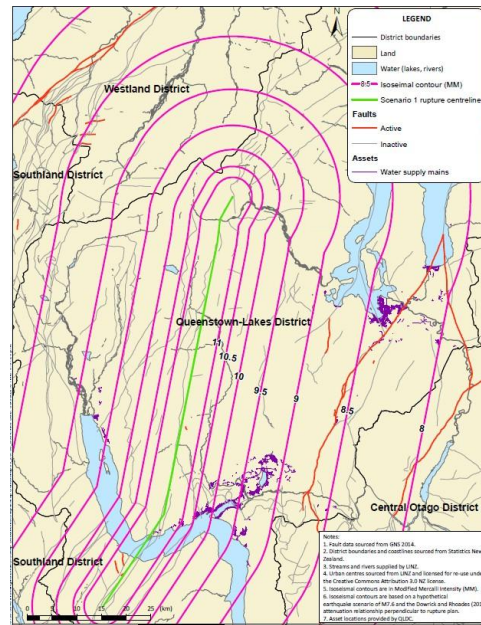 N
LEGEND
District boundaries
Land
Water (lakes, rivers)
8.5 Isoseismal contour (MM)
Scenario 1 rupture centreline
Faults
Active
Inactive
Assets
Water supply mains
Westland District
Southland District
Queenstown-Lakes District
11
10.5
10
9.5
9
8.5
8
Central Otago District
Southland District
0 5 10 15 20 25 (km)
Notes:
1. Fault data sourced from GNS 2014.
2. District boundaries and coastlines sourced from Statistics New
Zealand.
3. Streams and rivers supplied by LINZ.
4. Urban centres sourced from LINZ and licensed for re-use under
the Creative Commons Attribution 3.0 NZ license.
5. Isoseismal contours are in Modified Mercalli Intensity (MM).
6. Isoseismal contours are based on a hypothetical
earthquake scenario of M7.6 and the Dowrick and Rhoades (20
attenuation relationship perpendicular to rupture plan.
7. Asset locations provided by QLDC.